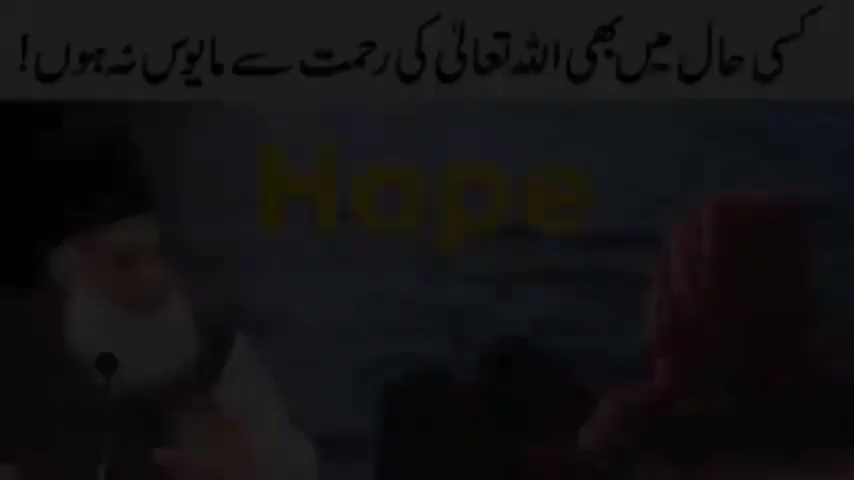 کسی حال میں بھی اللہ تعالیٰ کی رحمت سے مایوس نہ ہوں!
Hope